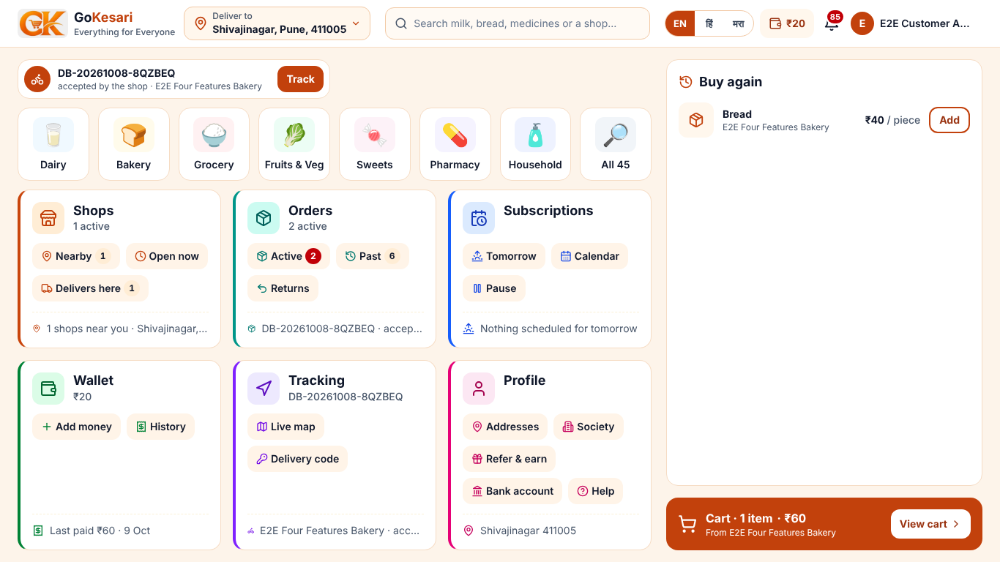 GoKesari
Everything for Everyone
Deliver to
Shivajinagar, Pune, 411005
Search milk, bread, medicines or a shop...
EN
हिं
मरा
₹20
85
E
E2E Customer A...
DB-20261008-8QZBEQ
accepted by the shop · E2E Four Features Bakery
Track
Dairy
Bakery
Grocery
Fruits & Veg
Sweets
Pharmacy
Household
All 45
Shops
1 active
Nearby 1
Open now
Delivers here 1
1 shops near you · Shivajinagar,...
Orders
2 active
Active 2
Past 6
Returns
DB-20261008-8QZBEQ · accep...
Subscriptions
Tomorrow
Calendar
Pause
Nothing scheduled for tomorrow
Wallet
₹20
Add money
History
Last paid ₹60 · 9 Oct
Tracking
DB-20261008-8QZBEQ
Live map
Delivery code
E2E Four Features Bakery · acc...
Profile
Addresses
Society
Refer & earn
Bank account
Help
Shivajinagar 411005
Buy again
Bread
E2E Four Features Bakery
₹40 / piece
Add
Cart · 1 item · ₹60
From E2E Four Features Bakery
View cart